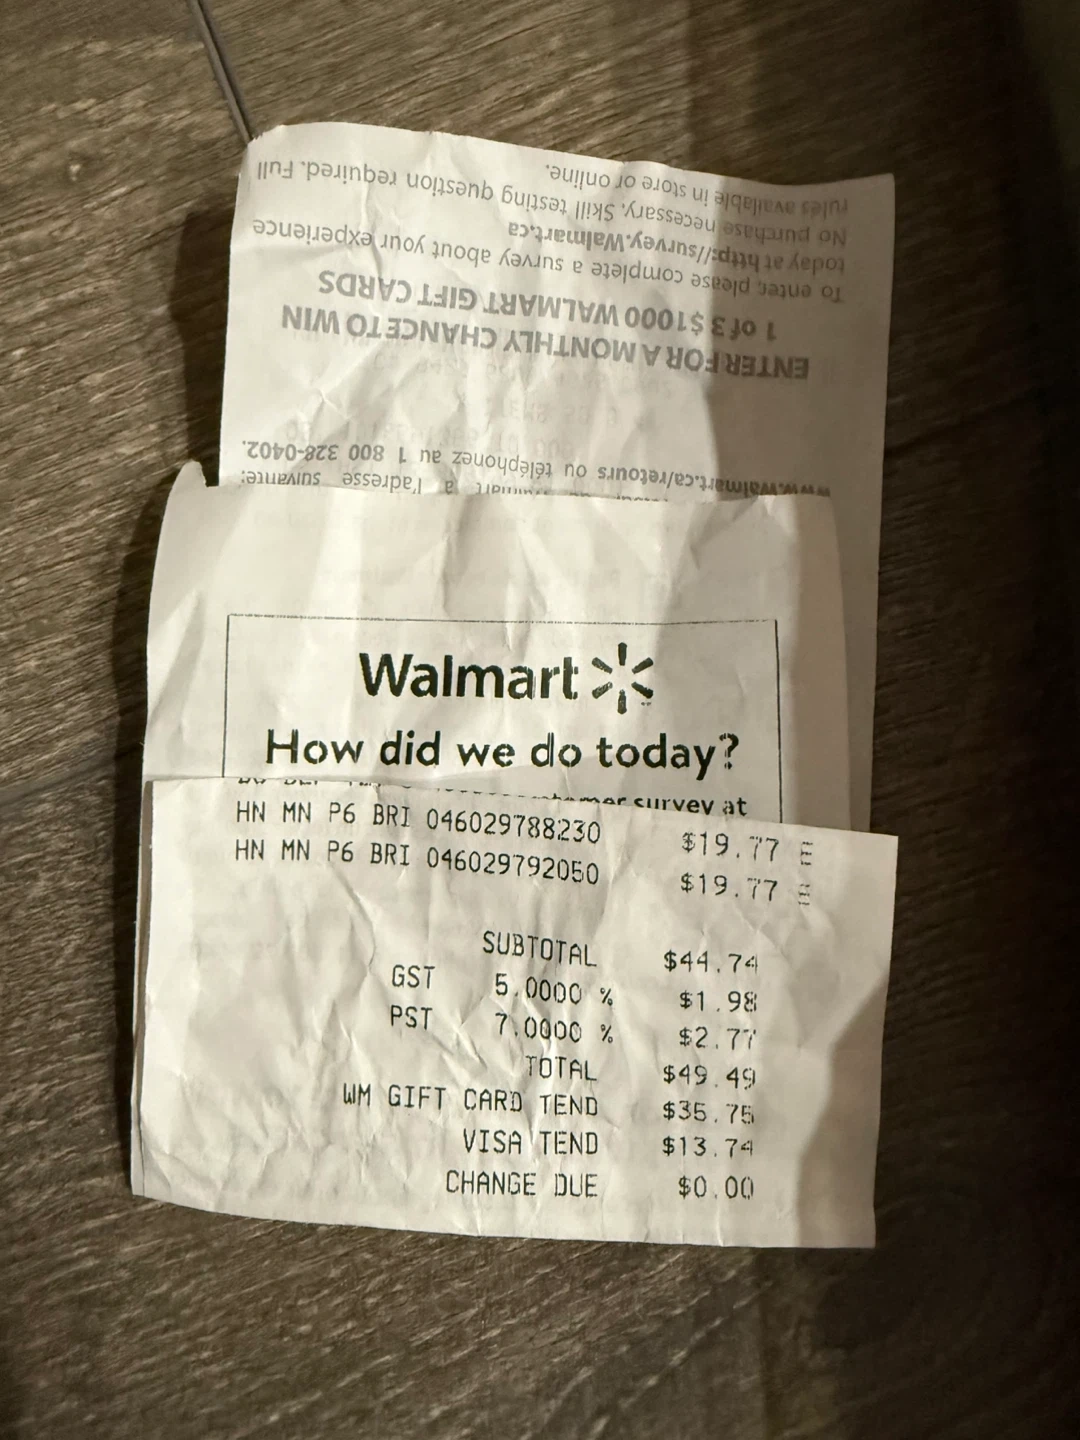 rules available in store or online.
No purchase necessary. Skill testing question required. Full
today at http://survey.Walmart.ca
To enter, please complete a survey about your experience
1 of 3 $1000 WALMART GIFT CARDS
ENTER FOR A MONTHLY CHANCE TO WIN
www.walmart.ca/retours ou téléphonez au 1 800 328-0402.
à l'adresse suivante:
Walmart
How did we do today?
survey at
HN MN P6 BRI 046029788230 $19.77 E
HN MN P6 BRI 046029792050 $19.77 E
SUBTOTAL $44.74
GST 5.0000 % $1.98
PST 7.0000 % $2.77
TOTAL $49.49
WM GIFT CARD TEND $35.75
VISA TEND $13.74
CHANGE DUE $0.00